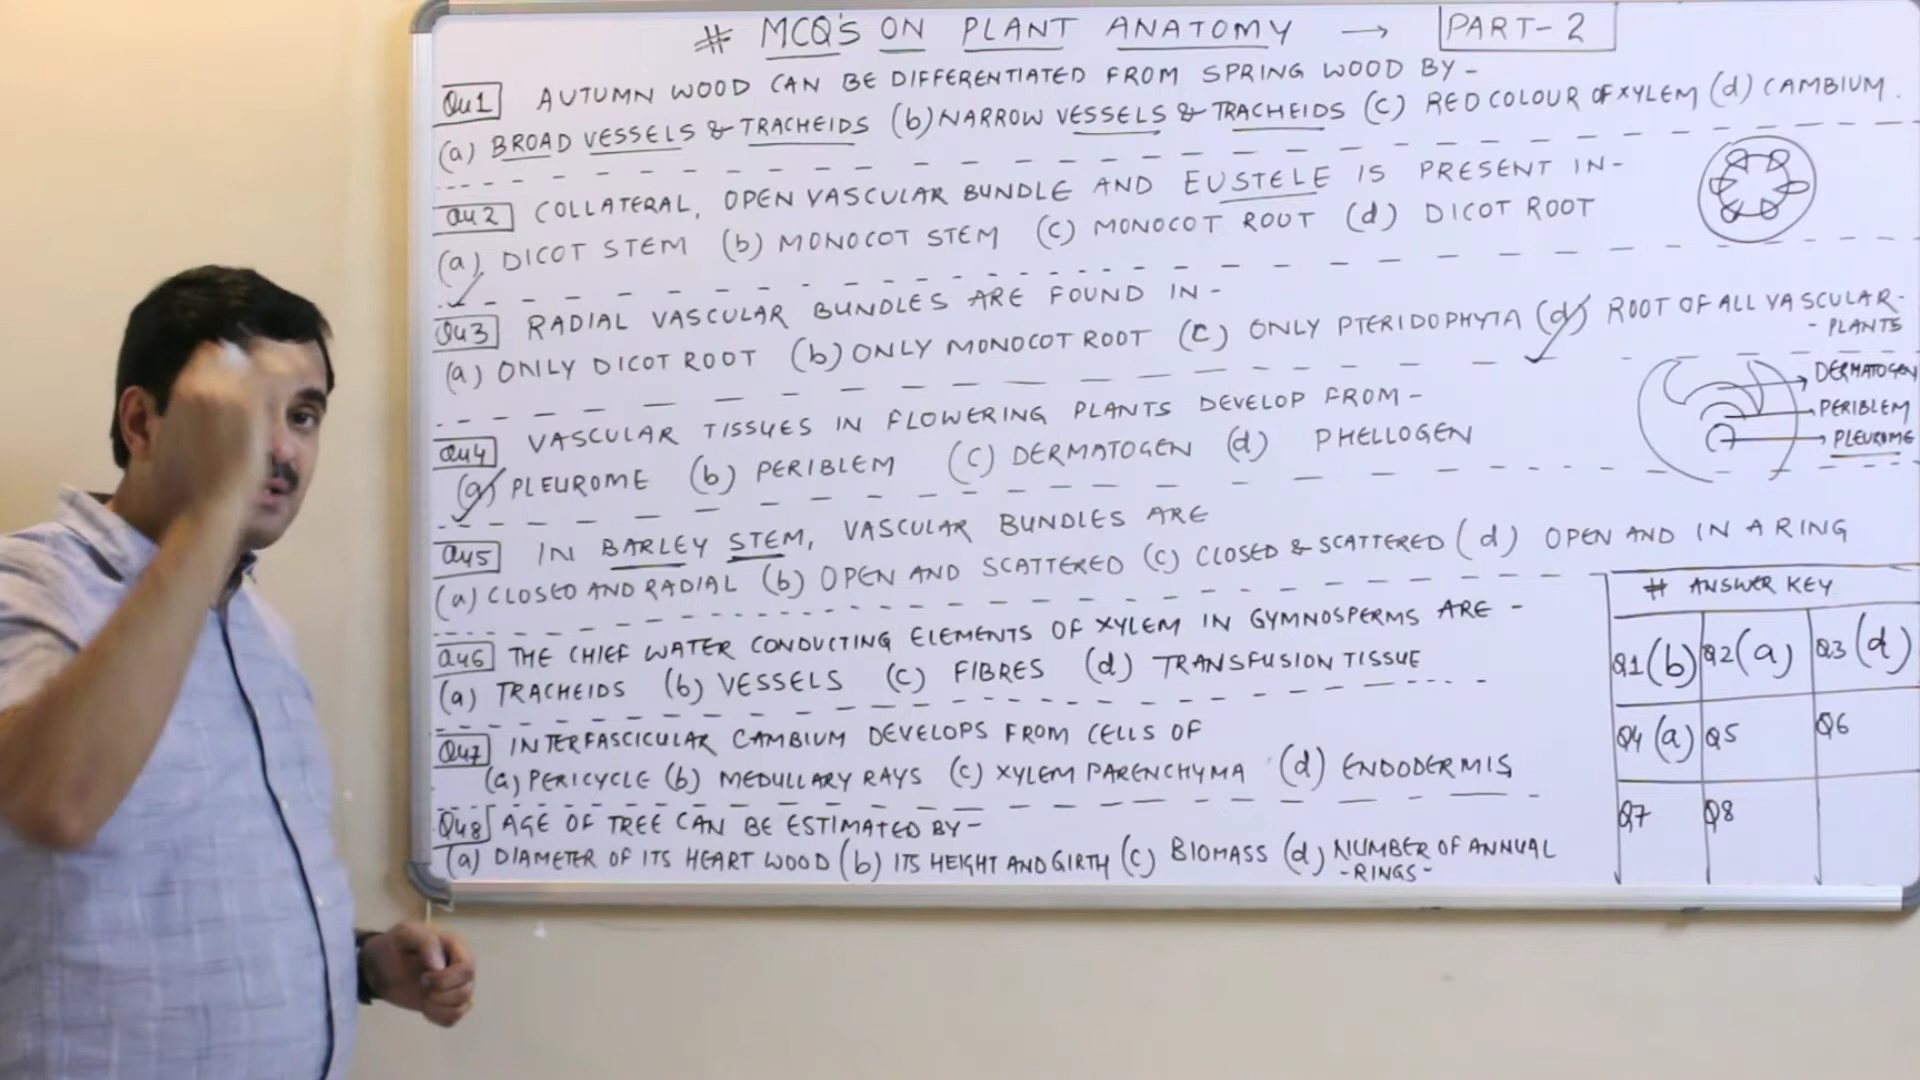 # MCQ'S ON PLANT ANATOMY → PART-2
Qu1 AUTUMN WOOD CAN BE DIFFERENTIATED FROM SPRING WOOD BY -
(a) BROAD VESSELS & TRACHEIDS (b) NARROW VESSELS & TRACHEIDS (c) RED COLOUR OF XYLEM (d) CAMBIUM.
Qu2 COLLATERAL, OPEN VASCULAR BUNDLE AND EUSTELE IS PRESENT IN-
(a) DICOT STEM (b) MONOCOT STEM (c) MONOCOT ROOT (d) DICOT ROOT
Qu3 RADIAL VASCULAR BUNDLES ARE FOUND IN -
(a) ONLY DICOT ROOT (b) ONLY MONOCOT ROOT (c) ONLY PTERIDOPHYTA (d) ROOT OF ALL VASCULAR-
- PLANTS
DERMATOGEN
PERIBLEM
PLEUROME
Qu4 VASCULAR TISSUES IN FLOWERING PLANTS DEVELOP FROM -
(a) PLEUROME (b) PERIBLEM (c) DERMATOGEN (d) PHELLOGEN
Qu5 IN BARLEY STEM, VASCULAR BUNDLES ARE
(a) CLOSED AND RADIAL (b) OPEN AND SCATTERED (c) CLOSED & SCATTERED (d) OPEN AND IN A RING
Qu6 THE CHIEF WATER CONDUCTING ELEMENTS OF XYLEM IN GYMNOSPERMS ARE -
(a) TRACHEIDS (b) VESSELS (c) FIBRES (d) TRANSFUSION TISSUE
Qu7 INTERFASCICULAR CAMBIUM DEVELOPS FROM CELLS OF
(a) PERICYCLE (b) MEDULLARY RAYS (c) XYLEM PARENCHYMA (d) ENDODERMIS
Qu8 AGE OF TREE CAN BE ESTIMATED BY-
(a) DIAMETER OF ITS HEART WOOD (b) ITS HEIGHT AND GIRTH (c) BIOMASS (d) NUMBER OF ANNUAL
-RINGS-
# ANSWER KEY
Q1 (b) Q2 (a) Q3 (d)
Q4 (a) Q5 Q6
Q7 Q8